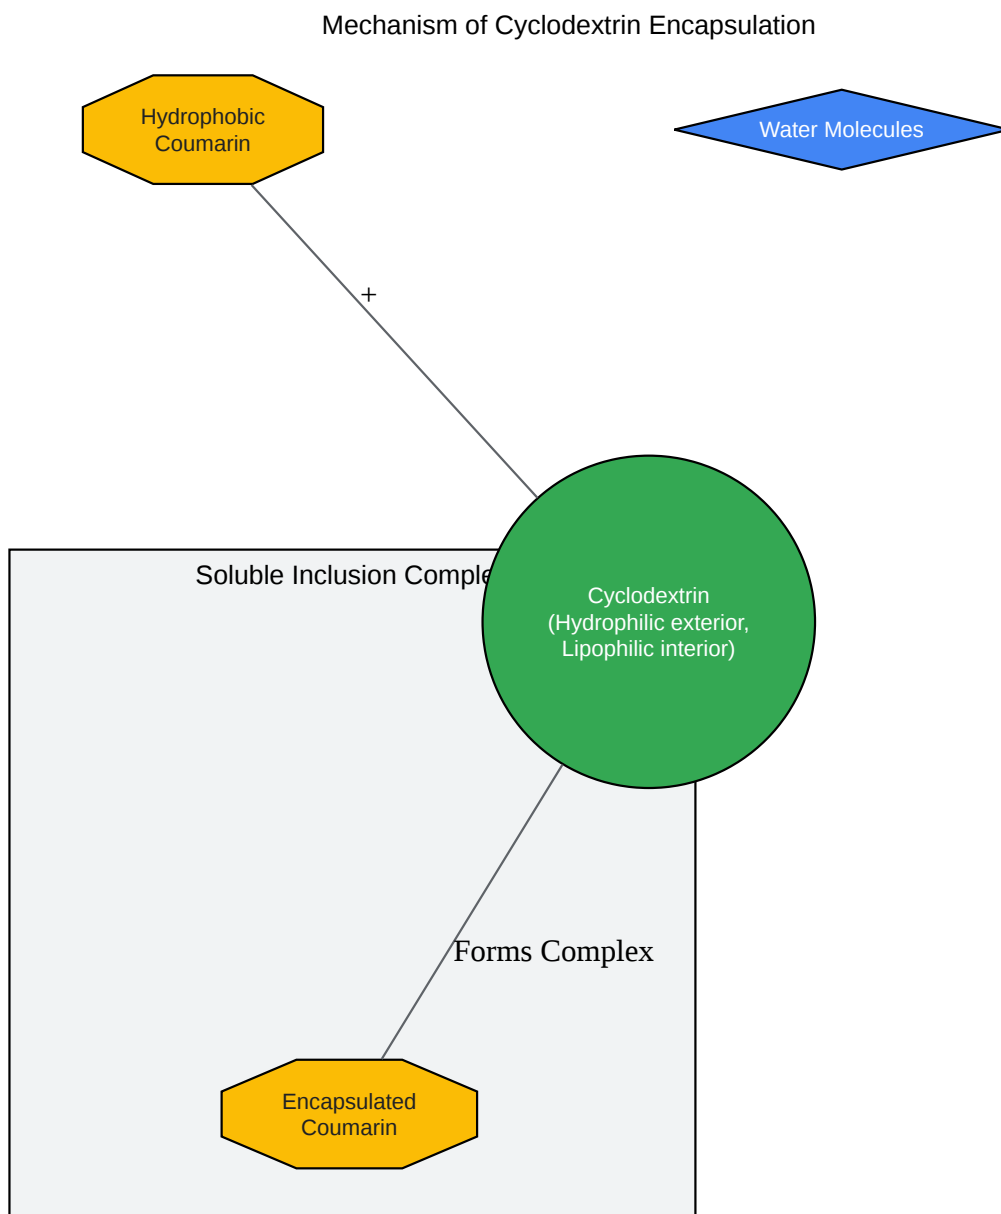 Mechanism of Cyclodextrin Encapsulation
Hydrophobic
Coumarin
Water Molecules
+
Soluble Inclusion Comple
Cyclodextrin
(Hydrophilic exterior,
Lipophilic interior)
Forms Complex
Encapsulated
Coumarin